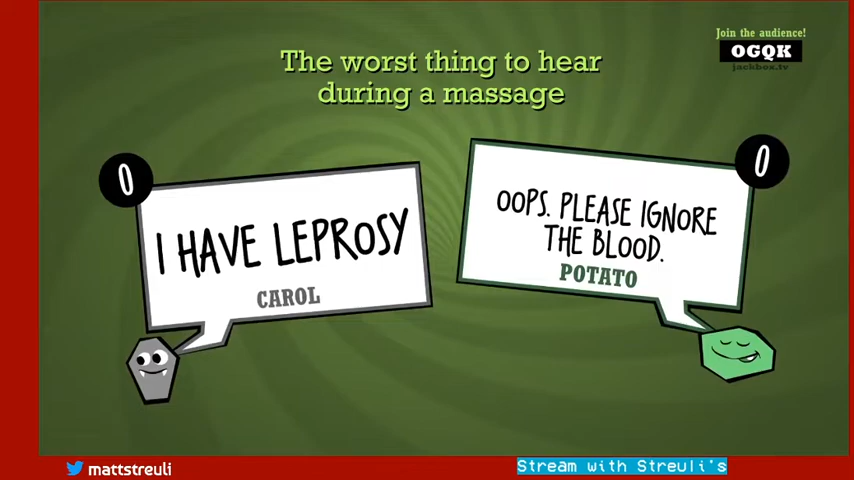 Join the audience!
OGQK
jackbox.tv
The worst thing to hear
during a massage
0
I HAVE LEPROSY
CAROL
0
OOPS. PLEASE IGNORE
THE BLOOD.
POTATO
mattstreuli
Stream with Streuli's